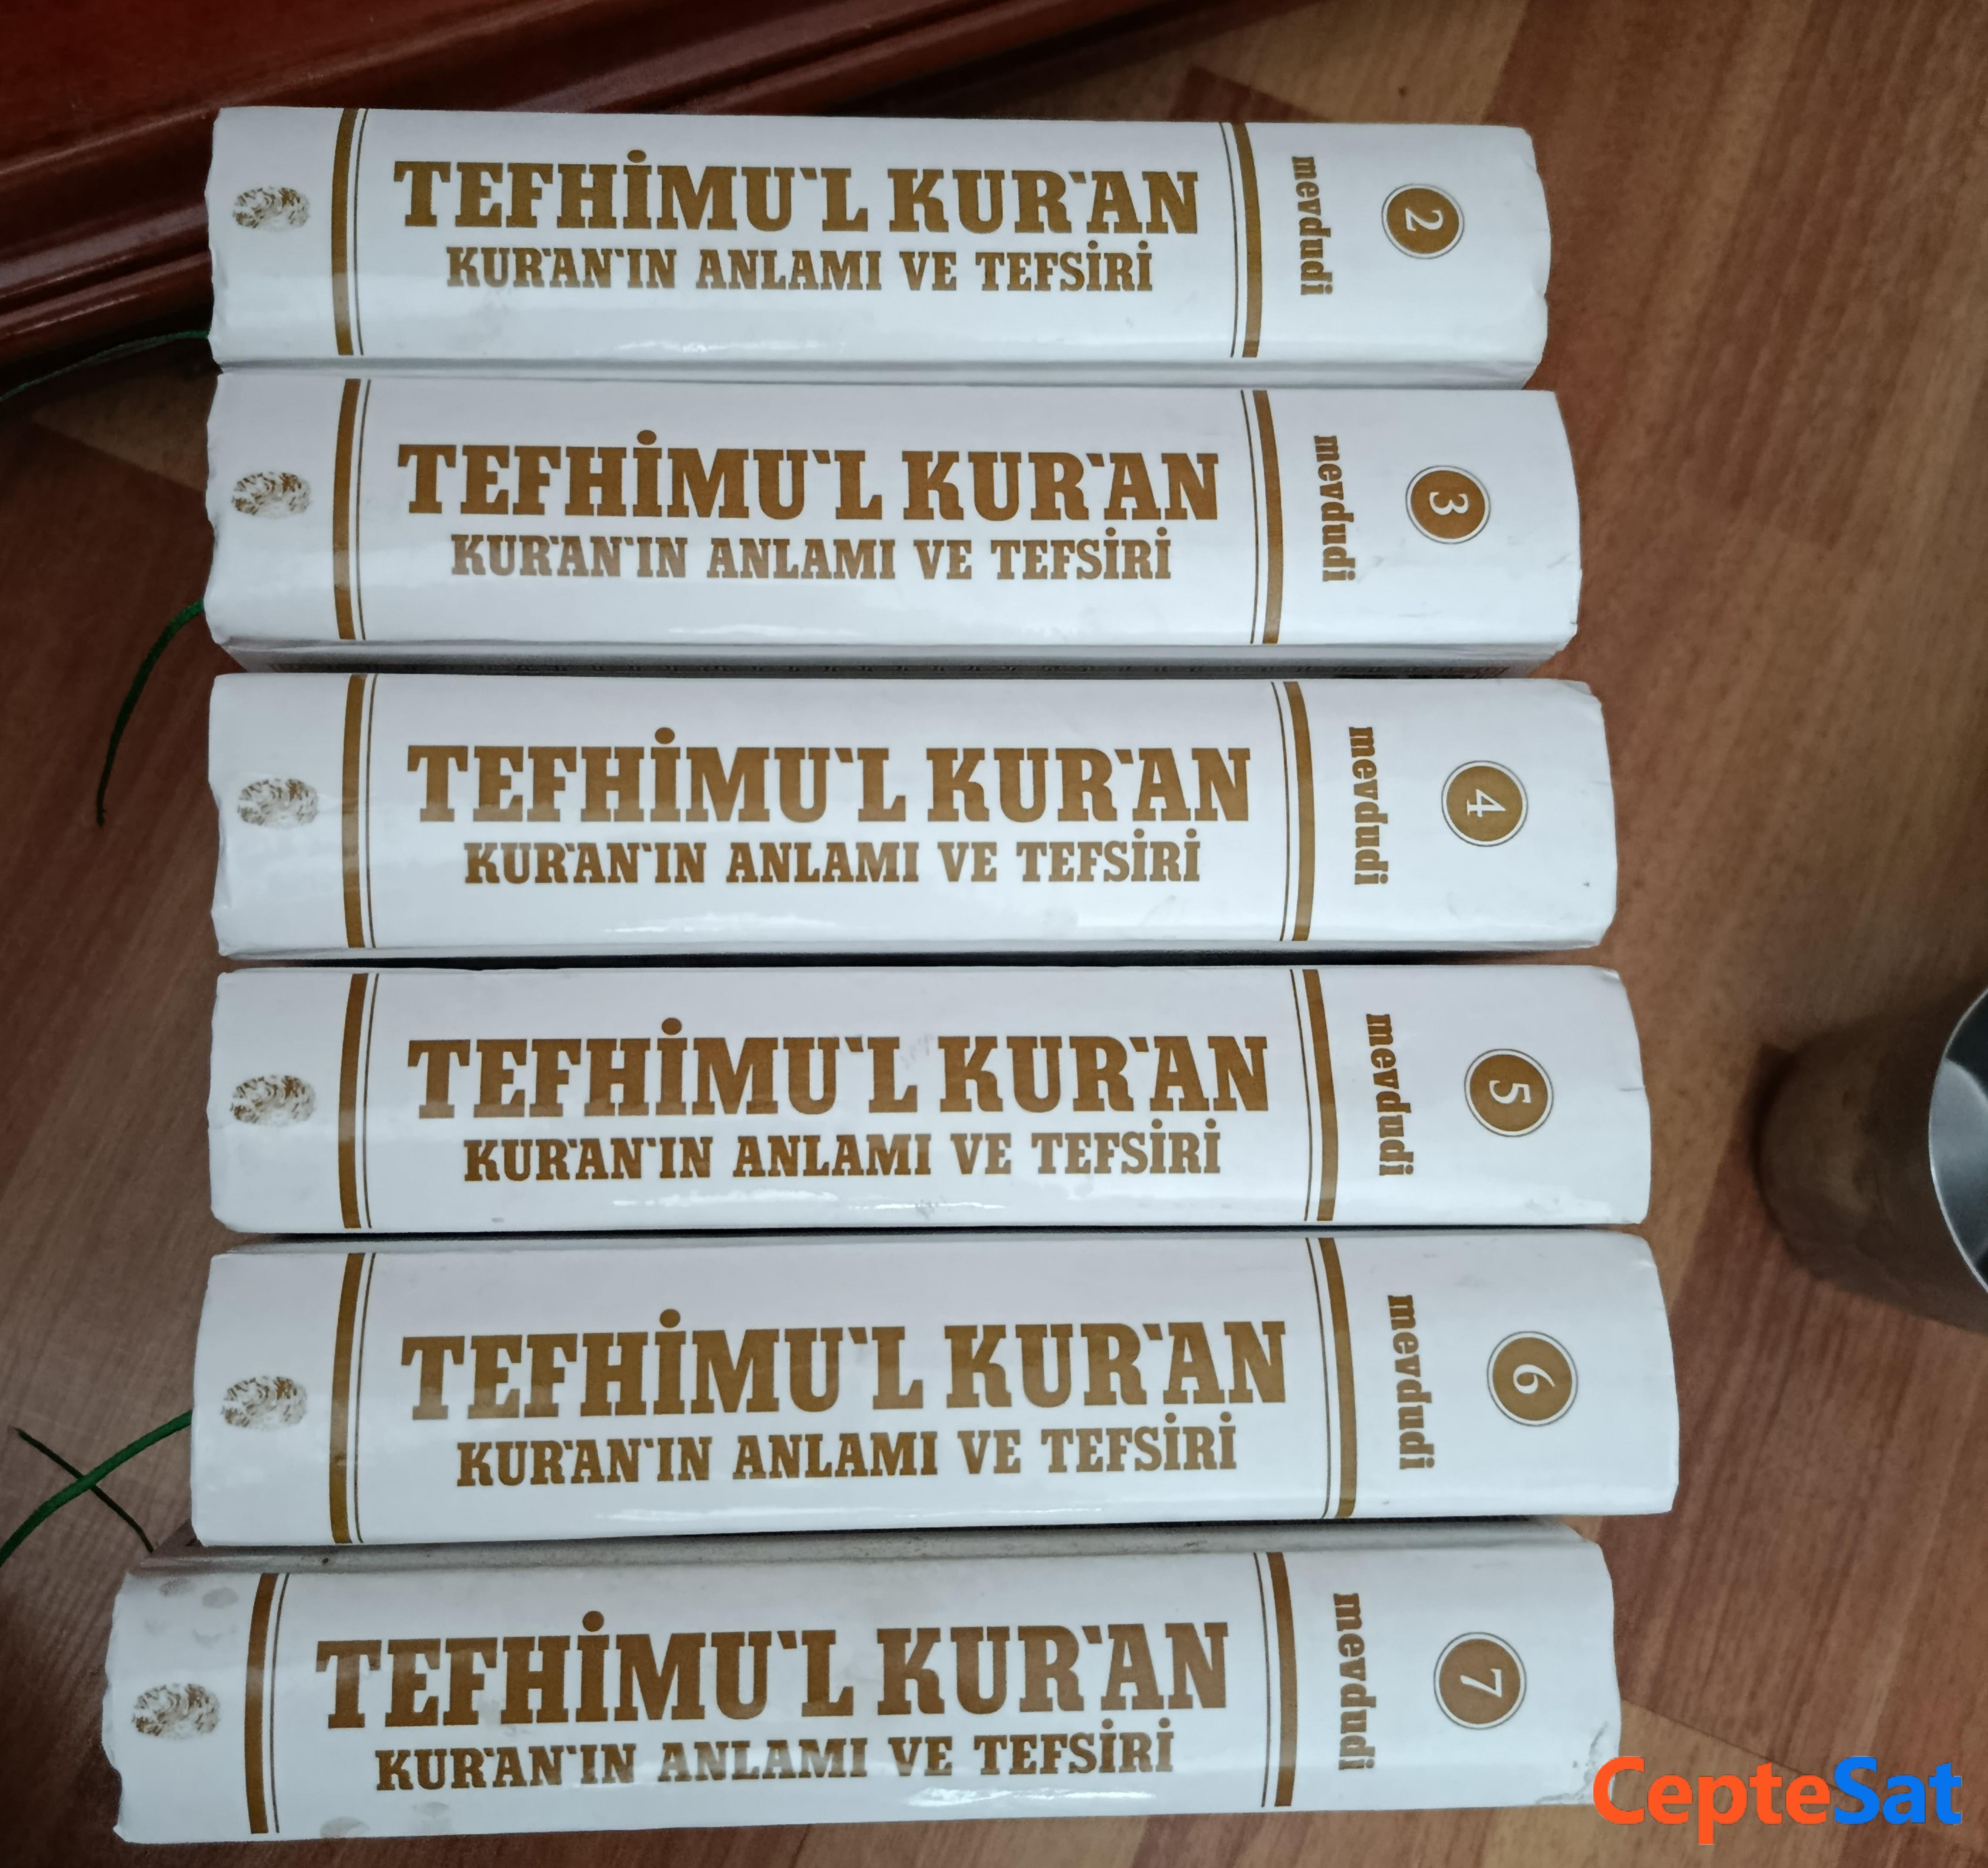 TEFHİMU'L KUR'AN
KUR'AN'IN ANLAMI VE TEFSİRİ
mevdudi
2
TEFHİMU'L KUR'AN
KUR'AN'IN ANLAMI VE TEFSİRİ
mevdudi
3
TEFHİMU'L KUR'AN
KUR'AN'IN ANLAMI VE TEFSİRİ
mevdudi
4
TEFHİMU'L KUR'AN
KUR'AN'IN ANLAMI VE TEFSİRİ
mevdudi
5
TEFHİMU'L KUR'AN
KUR'AN'IN ANLAMI VE TEFSİRİ
mevdudi
6
TEFHİMU'L KUR'AN
KUR'AN'IN ANLAMI VE TEFSİRİ
mevdudi
7
CepteSat